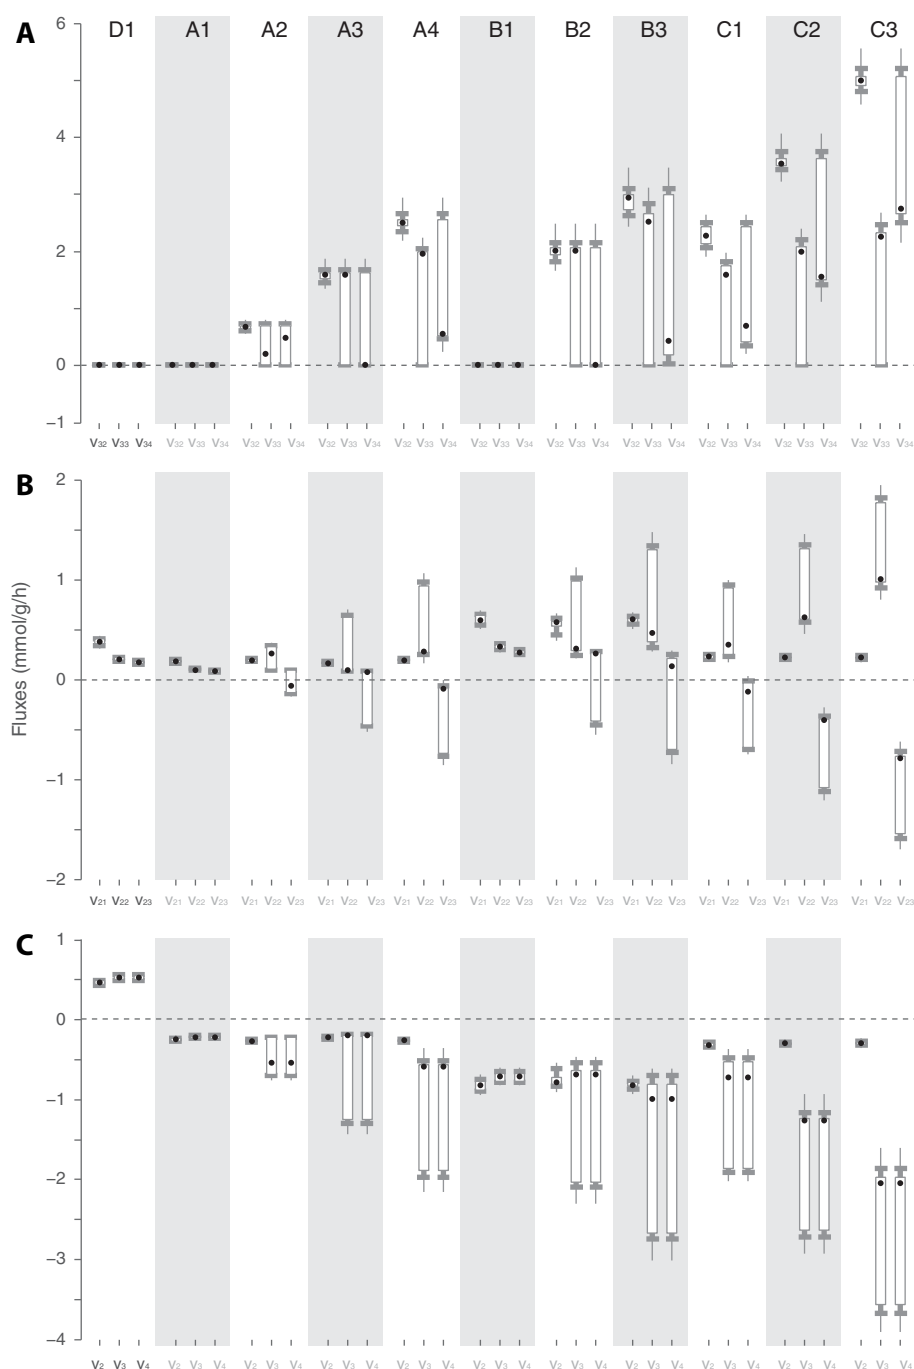 A
D1 A1 A2 A3 A4 B1 B2 B3 C1 C2 C3
6
4
2
0
−1
V32 V33 V34 V32 V33 V34 V32 V33 V34 V32 V33 V34 V32 V33 V34 V32 V33 V34 V32 V33 V34 V32 V33 V34 V32 V33 V34 V32 V33 V34 V32 V33 V34
B
Fluxes (mmol/g/h)
2
1
0
−1
−2
V21 V22 V23 V21 V22 V23 V21 V22 V23 V21 V22 V23 V21 V22 V23 V21 V22 V23 V21 V22 V23 V21 V22 V23 V21 V22 V23 V21 V22 V23 V21 V22 V23
C
1
0
−1
−2
−3
−4
V2 V3 V4 V2 V3 V4 V2 V3 V4 V2 V3 V4 V2 V3 V4 V2 V3 V4 V2 V3 V4 V2 V3 V4 V2 V3 V4 V2 V3 V4 V2 V3 V4